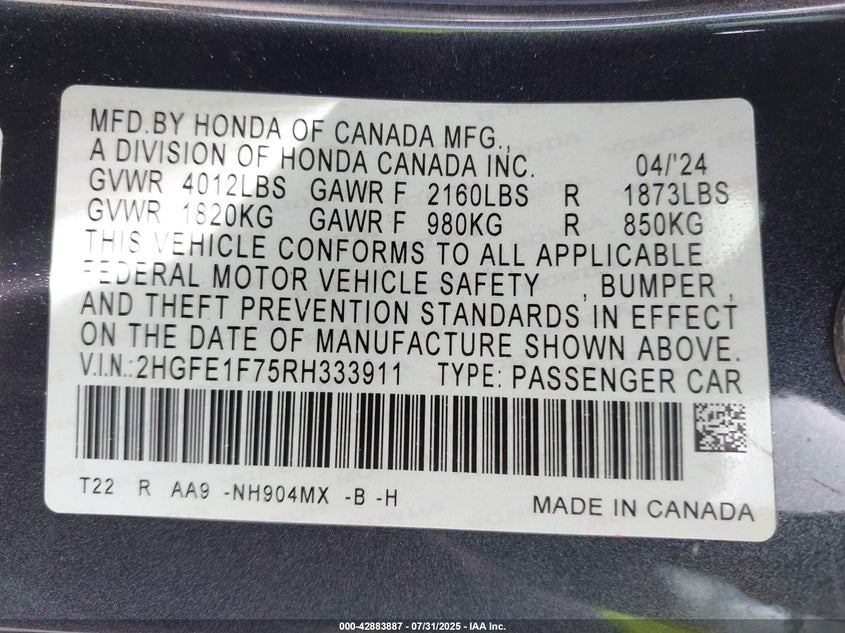 MFD.BY HONDA OF CANADA MFG.,
A DIVISION OF HONDA CANADA INC. 04/'24
GVWR 4012LBS GAWR F 2160LBS R 1873LBS
GVWR 1820KG GAWR F 980KG R 850KG
THIS VEHICLE CONFORMS TO ALL APPLICABLE
FEDERAL MOTOR VEHICLE SAFETY , BUMPER ,
AND THEFT PREVENTION STANDARDS IN EFFECT
ON THE DATE OF MANUFACTURE SHOWN ABOVE.
V.I.N.:2HGFE1F75RH333911 TYPE: PASSENGER CAR
T22 R AA9 -NH904MX -B -H
MADE IN CANADA
000-42883887 - 07/31/2025 - IAA Inc.